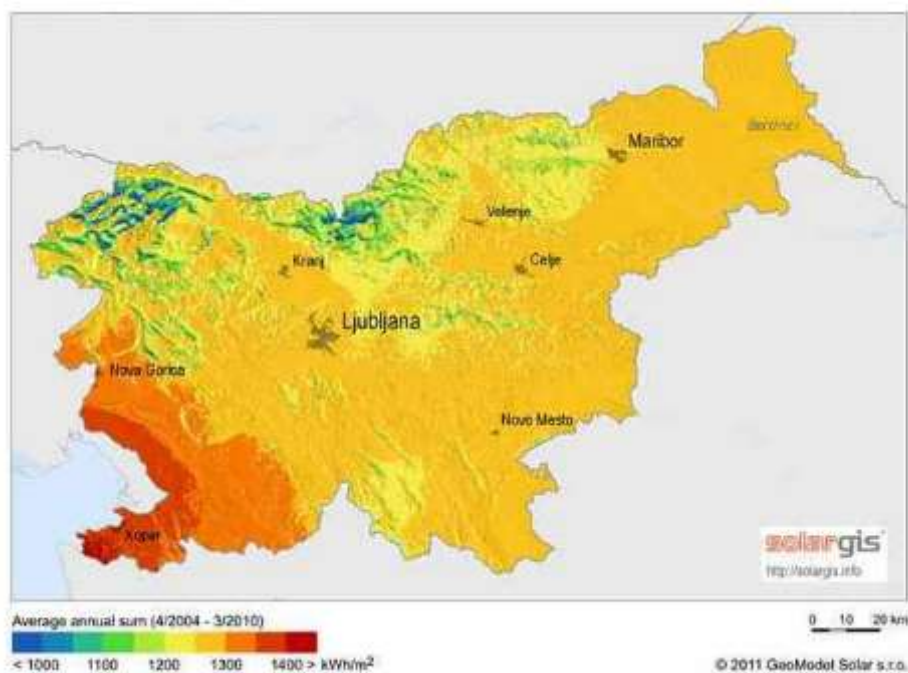 Maribor
Velenje
Kranj
Celje
Ljubljana
Nova Gorica
Novo Mesto
Koper
solargis
http://solargis.info
Average annual sum (4/2004 - 3/2010)
0 10 20 km
< 1000 1100 1200 1300 1400 > kWh/m²
© 2011 GeoModel Solar s.r.o.